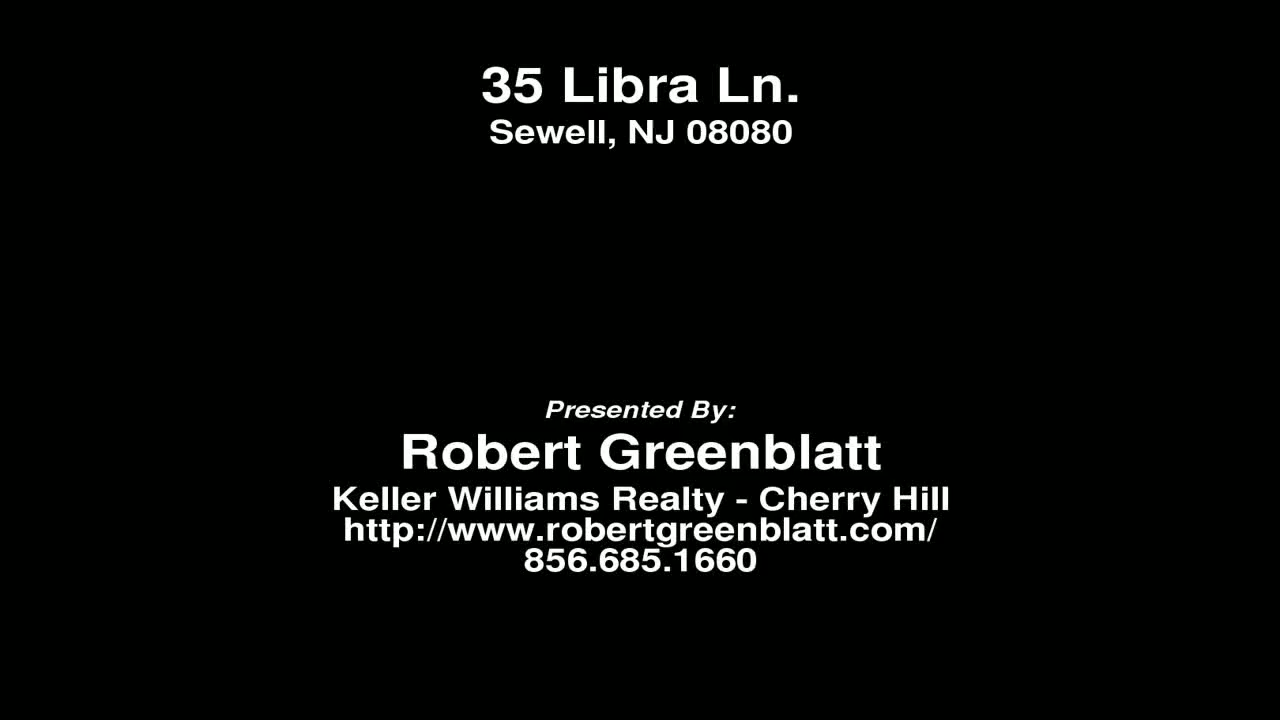 35 Libra Ln.
Sewell, NJ 08080
Presented By:
Robert Greenblatt
Keller Williams Realty - Cherry Hill
http://www.robertgreenblatt.com/
856.685.1660